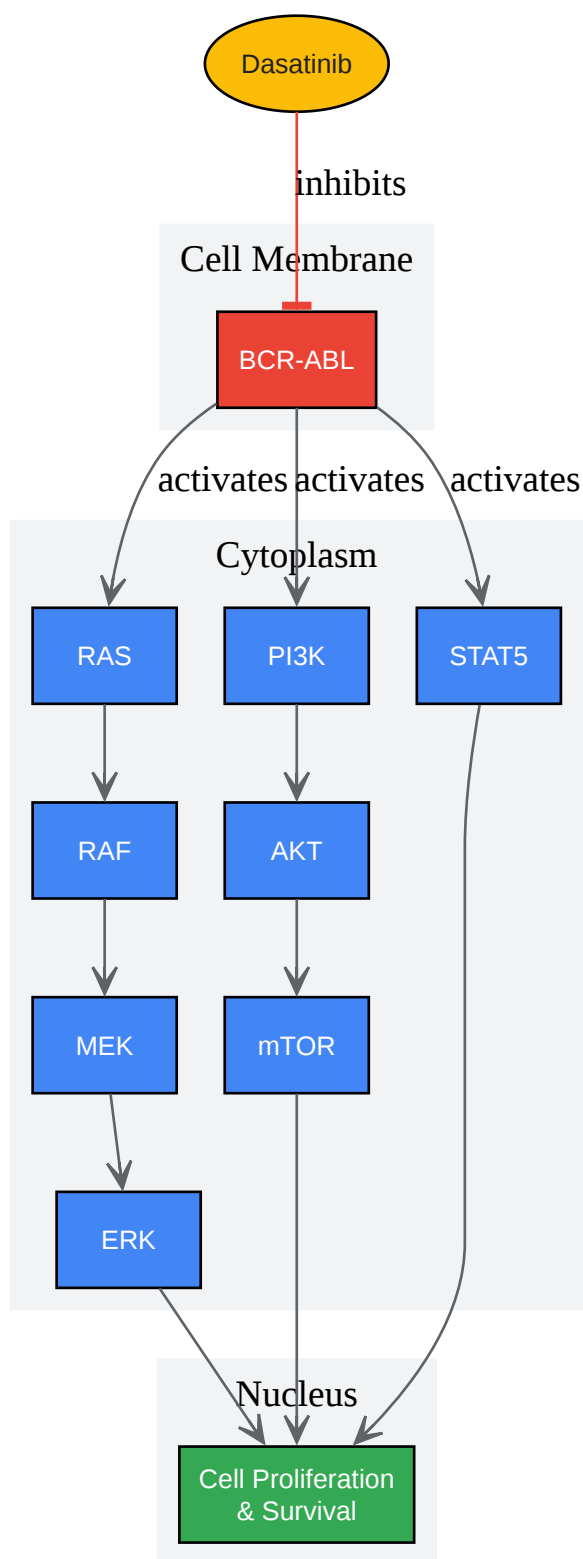 Dasatinib
inhibits
Cell Membrane
BCR-ABL
activates activates activates
Cytoplasm
RAS PI3K STAT5
RAF AKT
MEK mTOR
ERK
Nucleus
Cell Proliferation
& Survival